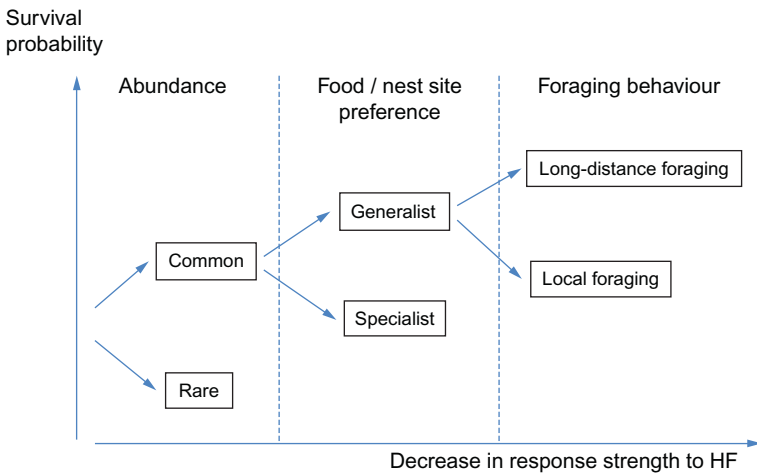 Survival
probability
Abundance
Food / nest site
preference
Foraging behaviour
Long-distance foraging
Generalist
Common
Local foraging
Specialist
Rare
Decrease in response strength to HF